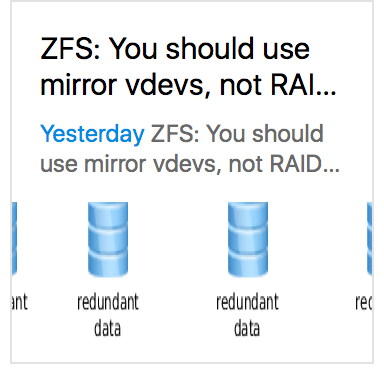 ZFS: You should use
mirror vdevs, not RAI...
Yesterday ZFS: You should
use mirror vdevs, not RAID...
ant
redundant
redundant
rec
data
data